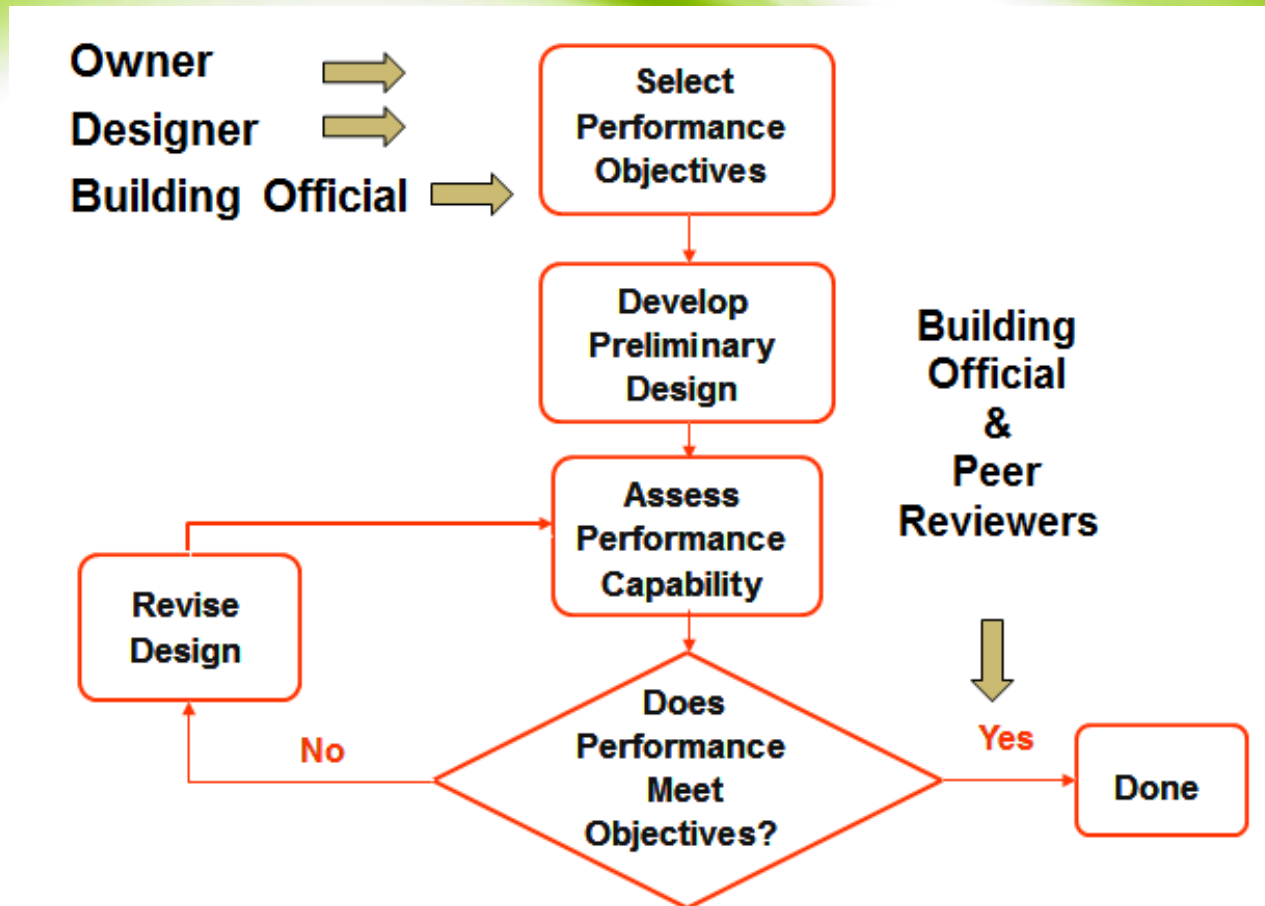 Owner
Designer
Building Official
Select
Performance
Objectives
Develop
Preliminary
Design
Building
Official
&
Peer
Reviewers
Assess
Performance
Capability
Revise
Design
Does
Performance
Meet
Objectives?
No
Yes
Done